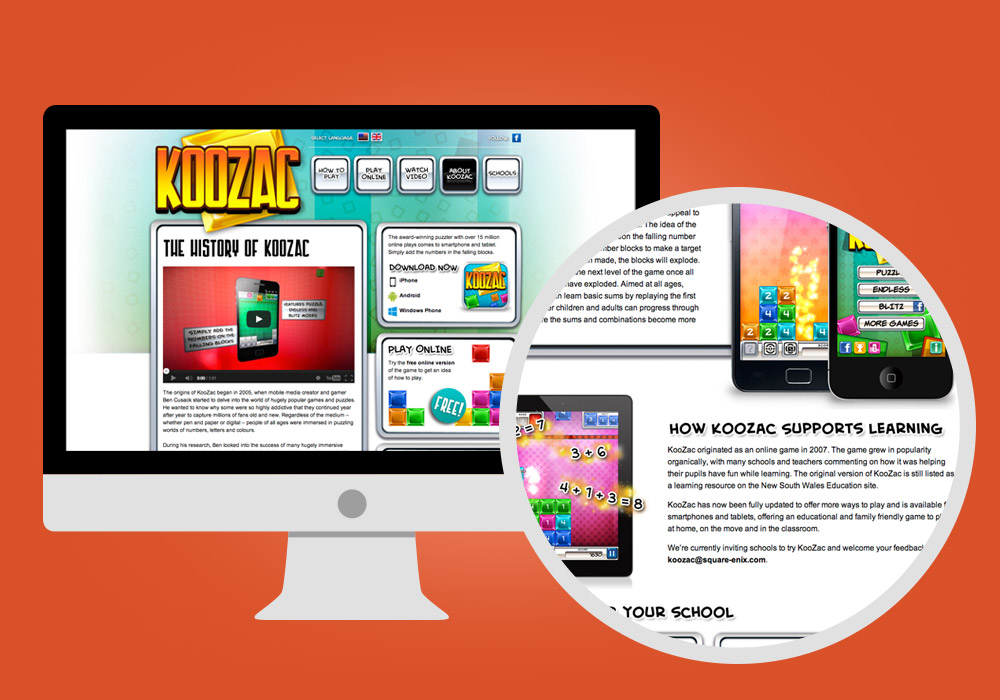 SELECT LANGUAGE:
FOLLOW:
KOOZAC
HOW TO
PLAY
PLAY
ONLINE
WATCH
VIDEO
ABOUT
KOOZAC
SCHOOLS
THE HISTORY OF KOOZAC
SIMPLY ADD THE
NUMBERS ON THE
FALLING BLOCKS
FEATURES PUZZLE,
ENDLESS AND
BLITZ MODES
YouTube
The origins of KooZac began in 2005, when mobile media creator and gamer
Ben Cusack started to delve into the world of hugely popular games and puzzles.
He wanted to know why some were so highly addictive that they continued year
after year to capture millions of fans old and new. Regardless of the medium –
whether pen and paper or digital – people of all ages were immersed in puzzling
worlds of numbers, letters and colours.
During his research, Ben looked into the success of many hugely immersive
The award-winning puzzler with over 15 million
online plays comes to smartphone and tablet.
Simply add the numbers in the falling blocks.
DOWNLOAD NOW
iPhone
Android
Windows Phone
KOOZAC
PLAY ONLINE
Try the free online version
of the game to get an idea
of how to play.
FREE!
appeal to
The idea of the
on the falling number
mber blocks to make a target
n made, the blocks will explode.
he next level of the game once all
have exploded. Aimed at all ages,
n learn basic sums by replaying the first
er children and adults can progress through
e the sums and combinations become more
2 2
4 4
2 2 4 4 4
PUZZL
ENDLESS
BLITZ
MORE GAMES
2 = 7
3 + 6
4 + 1 + 3 = 8
HOW KOOZAC SUPPORTS LEARNING
KooZac originated as an online game in 2007. The game grew in popularity
organically, with many schools and teachers commenting on how it was helping
their pupils have fun while learning. The original version of KooZac is still listed as
a learning resource on the New South Wales Education site.
KooZac has now been fully updated to offer more ways to play and is available f
smartphones and tablets, offering an educational and family friendly game to pl
at home, on the move and in the classroom.
We're currently inviting schools to try KooZac and welcome your feedback
koozac@square-enix.com.
YOUR SCHOOL